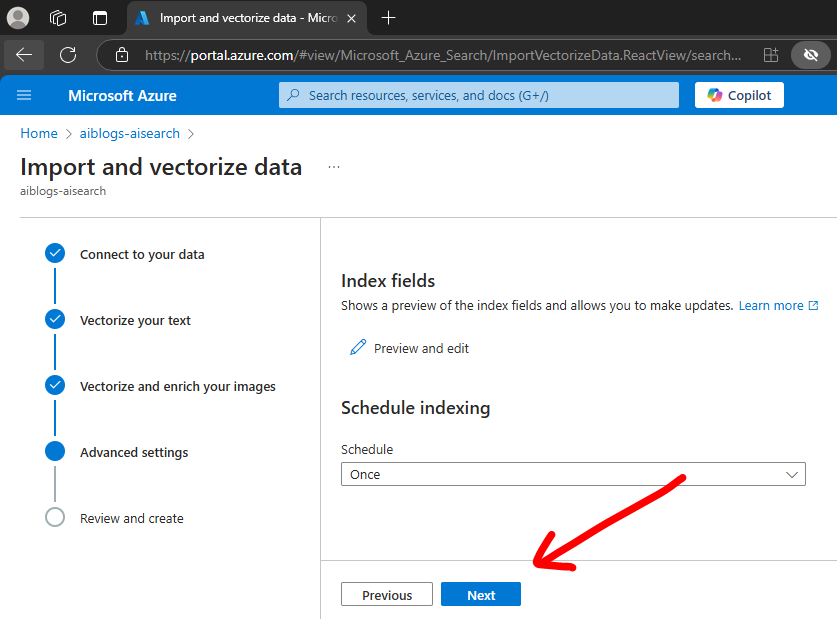 Import and vectorize data - Micro
https://portal.azure.com/#view/Microsoft_Azure_Search/ImportVectorizeData.ReactView/search...
Microsoft Azure
Search resources, services, and docs (G+/)
Copilot
Home > aiblogs-aisearch >
Import and vectorize data ...
aiblogs-aisearch
Connect to your data
Vectorize your text
Vectorize and enrich your images
Advanced settings
Review and create
Index fields
Shows a preview of the index fields and allows you to make updates. Learn more
Preview and edit
Schedule indexing
Schedule
Once
Previous
Next